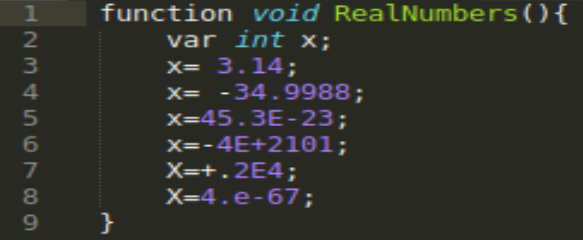 1 function void RealNumbers(){
2 var int x;
3 x= 3.14;
4 x= -34.9988;
5 x=45.3E-23;
6 x=-4E+2101;
7 X=+.2E4;
8 X=4.e-67;
9 }